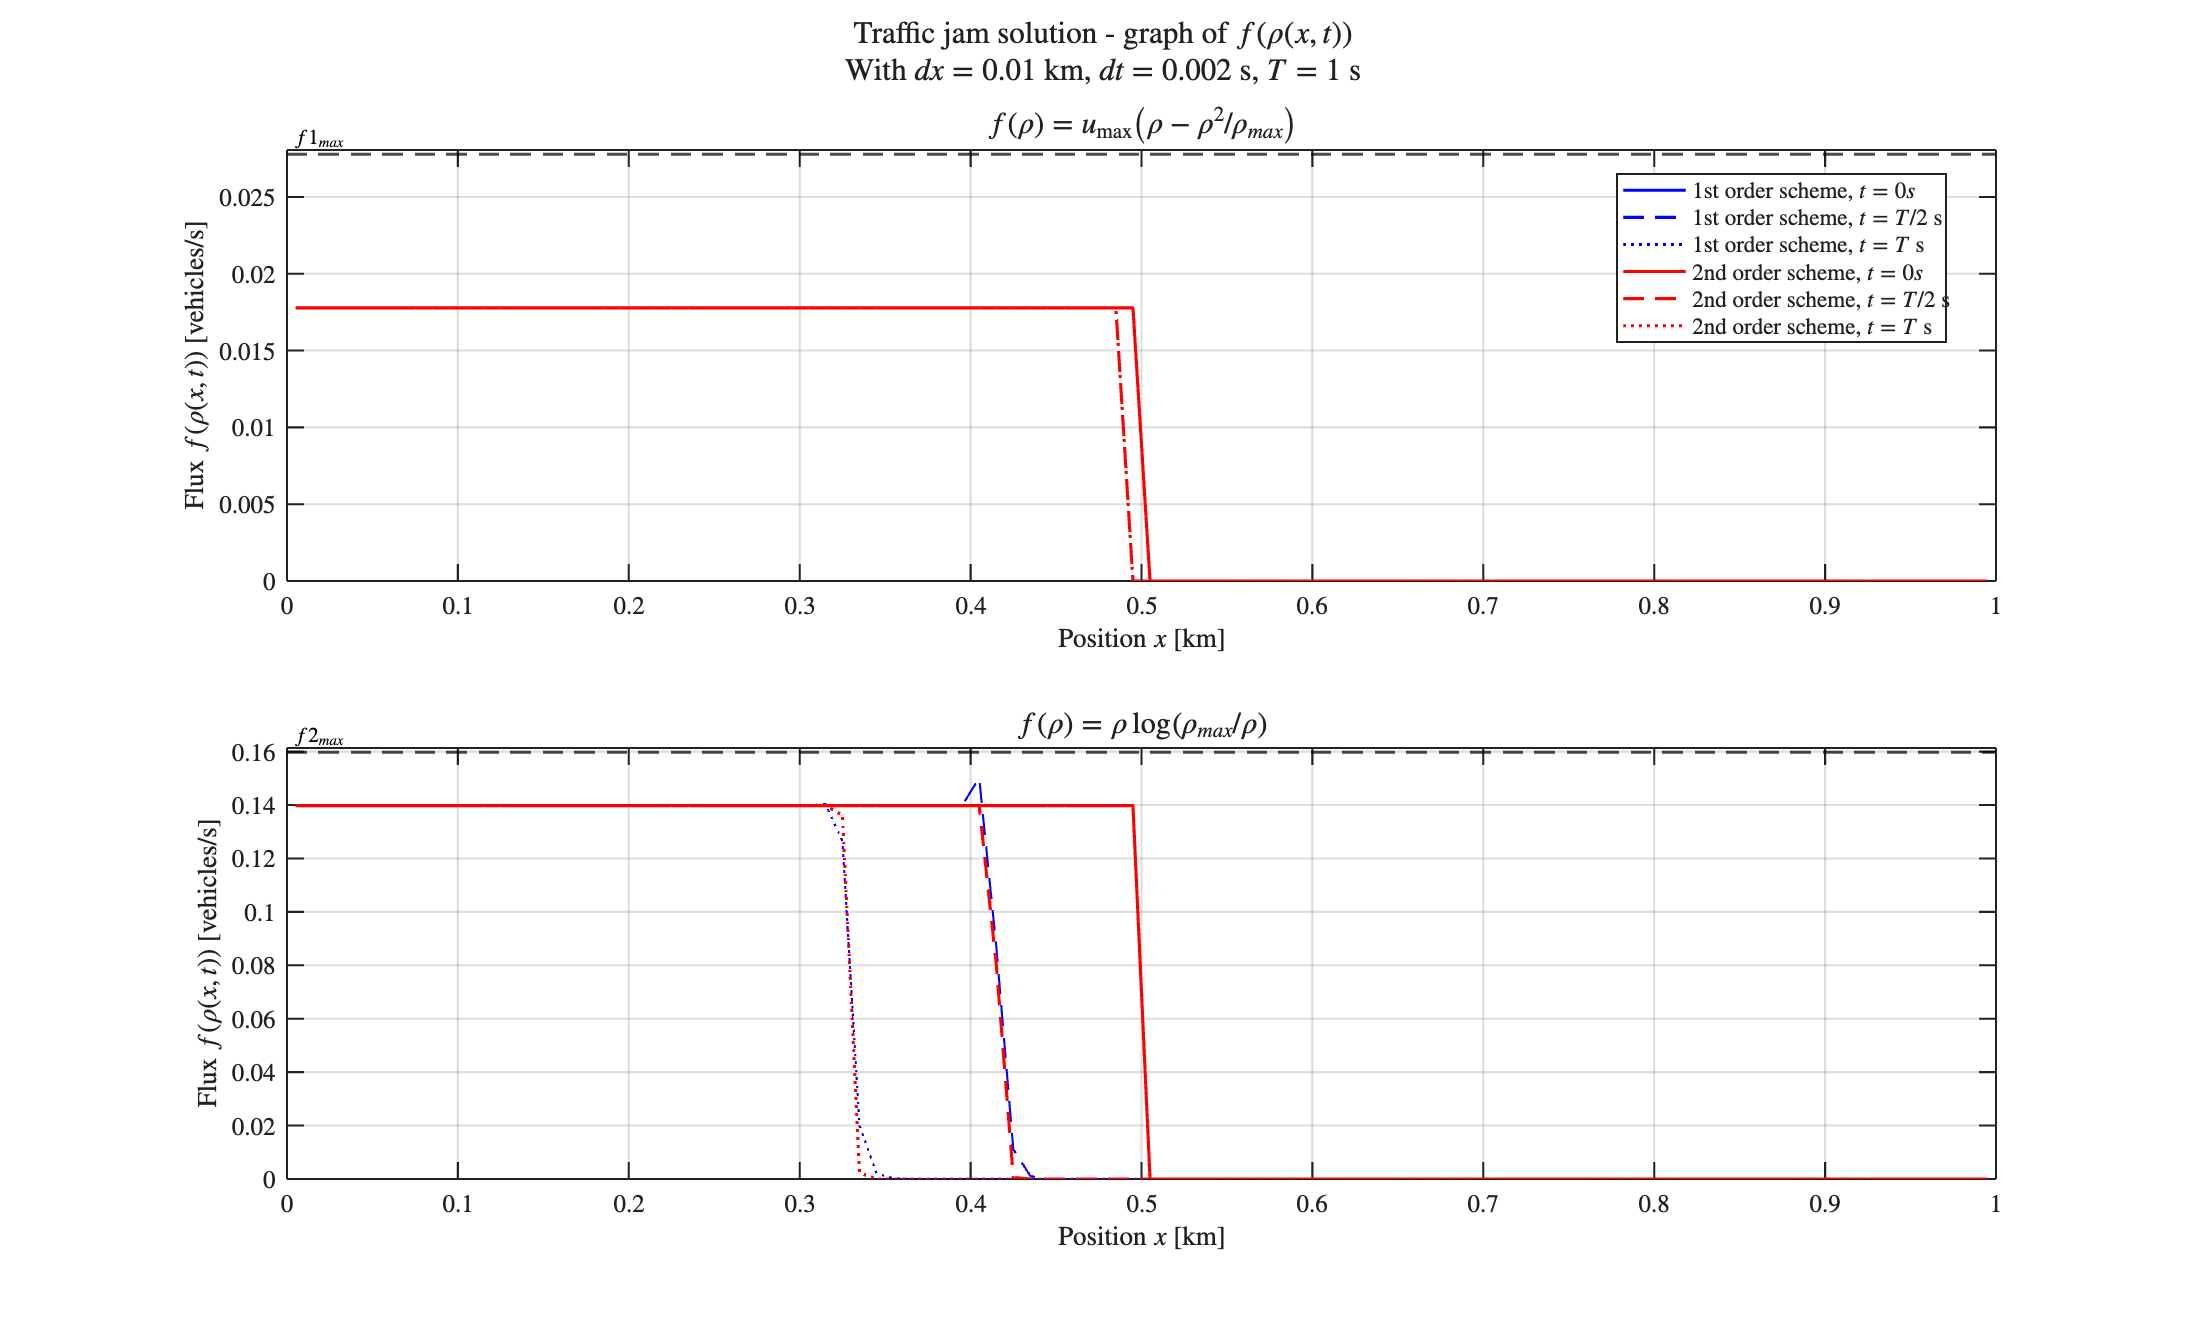 Traffic jam solution - graph of f(ρ(x, t))
With dx = 0.01 km, dt = 0.002 s, T = 1 s
f(ρ) = u_max(ρ − ρ²/ρ_max)
f1_max
0.025
0.02
0.015
0.01
0.005
0
Flux f(ρ(x, t)) [vehicles/s]
1st order scheme, t = 0s
1st order scheme, t = T/2 s
1st order scheme, t = T s
2nd order scheme, t = 0s
2nd order scheme, t = T/2 s
2nd order scheme, t = T s
0 0.1 0.2 0.3 0.4 0.5 0.6 0.7 0.8 0.9 1
Position x [km]
f(ρ) = ρ log(ρ_max/ρ)
f2_max
0.16
0.14
0.12
0.1
0.08
0.06
0.04
0.02
0
Flux f(ρ(x, t)) [vehicles/s]
0 0.1 0.2 0.3 0.4 0.5 0.6 0.7 0.8 0.9 1
Position x [km]